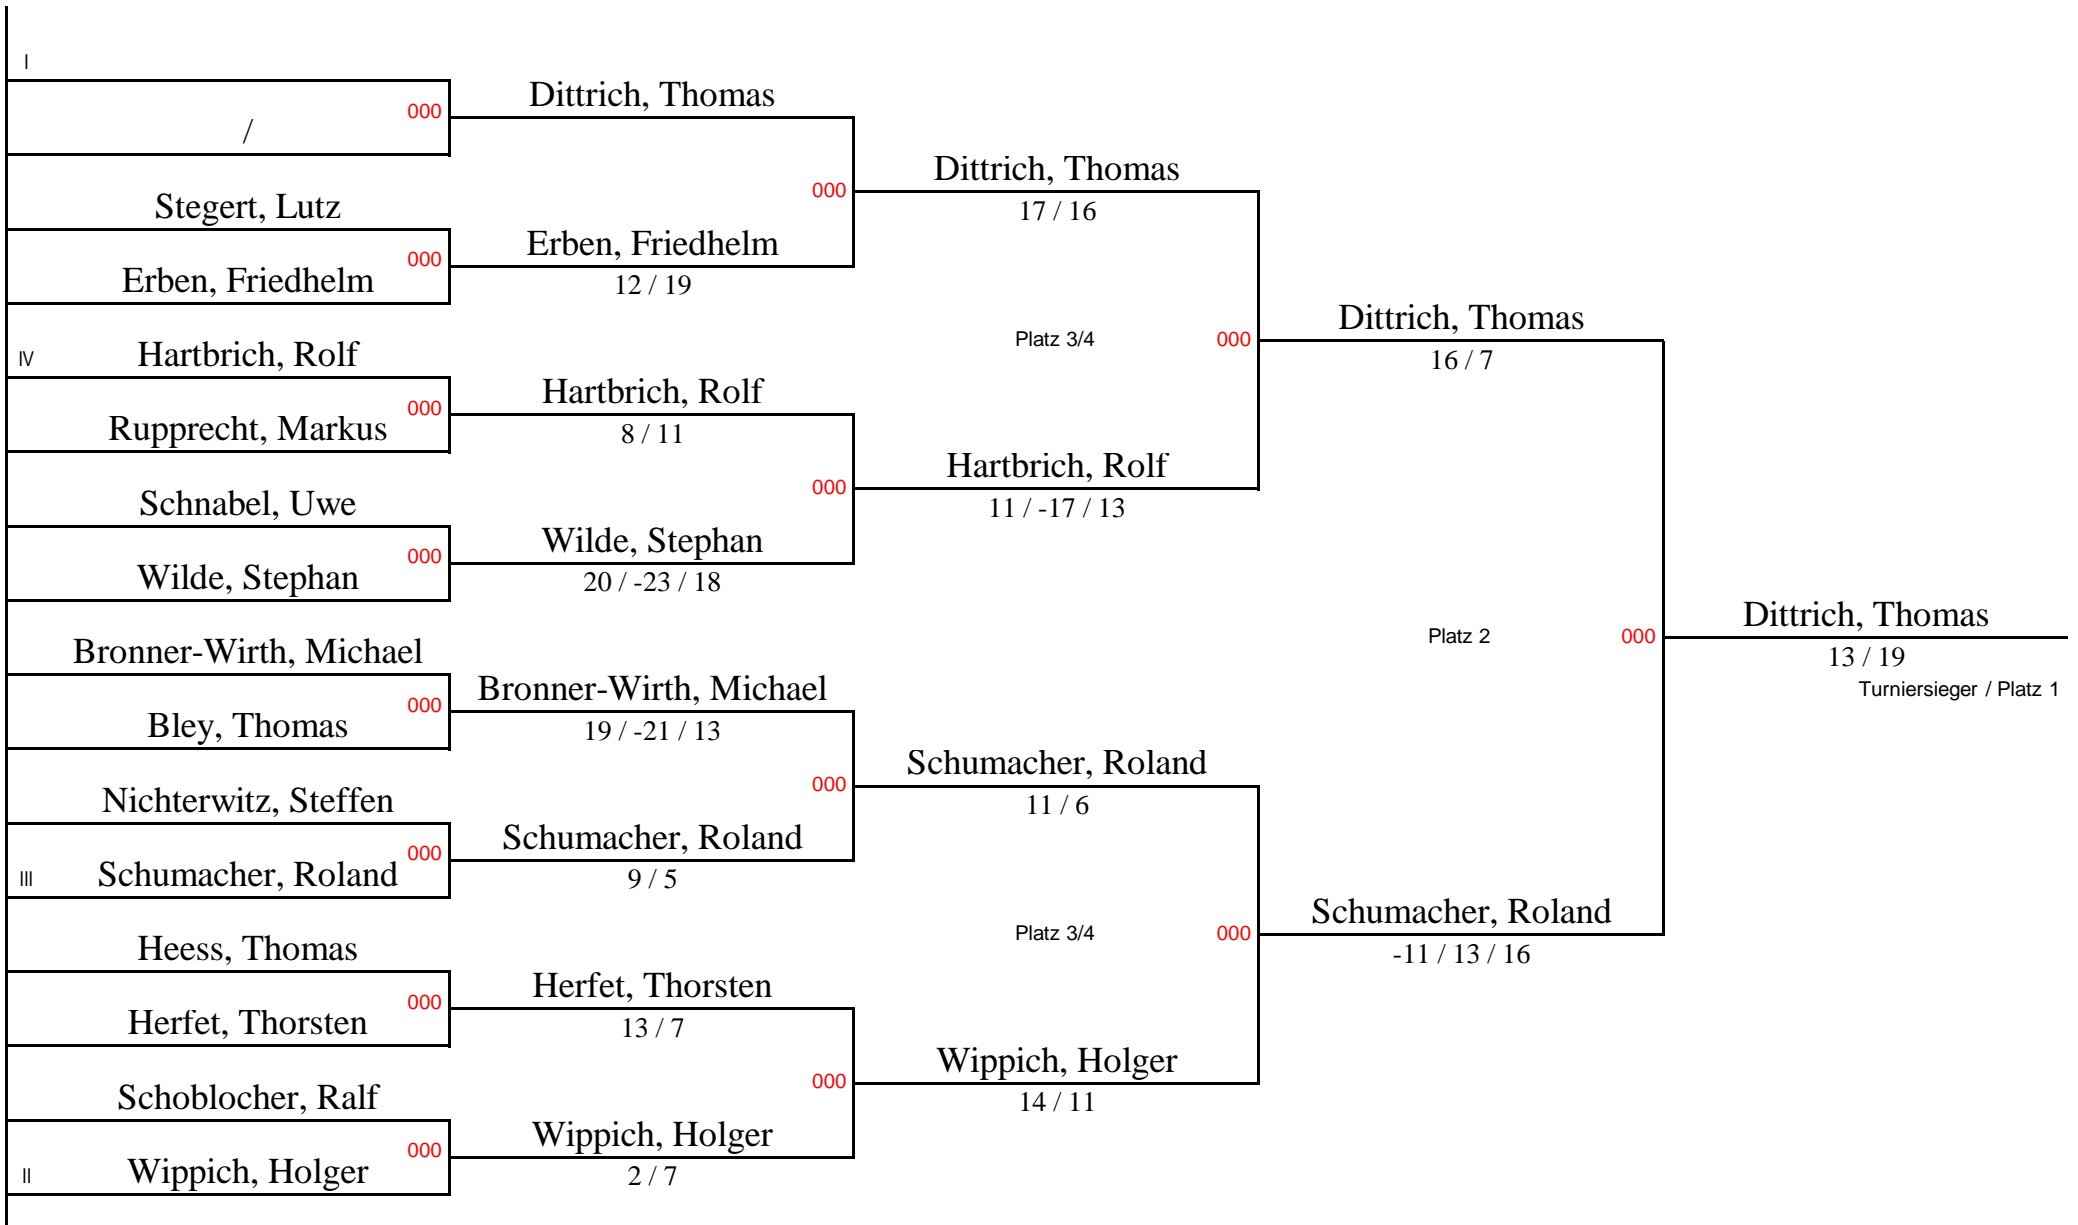 I
000
/
Dittrich, Thomas
Stegert, Lutz
000
Erben, Friedhelm
Erben, Friedhelm
12 / 19
000
Dittrich, Thomas
17 / 16
IV
Hartbrich, Rolf
000
Rupprecht, Markus
Hartbrich, Rolf
8 / 11
Schnabel, Uwe
000
Wilde, Stephan
Wilde, Stephan
20 / -23 / 18
000
Hartbrich, Rolf
11 / -17 / 13
Platz 3/4
000
Dittrich, Thomas
16 / 7
Bronner-Wirth, Michael
000
Bley, Thomas
Bronner-Wirth, Michael
19 / -21 / 13
Nichterwitz, Steffen
000
III
Schumacher, Roland
Schumacher, Roland
9 / 5
000
Schumacher, Roland
11 / 6
Heess, Thomas
000
Herfet, Thorsten
Herfet, Thorsten
13 / 7
Schoblocher, Ralf
000
II
Wippich, Holger
Wippich, Holger
2 / 7
000
Wippich, Holger
14 / 11
Platz 3/4
000
Schumacher, Roland
-11 / 13 / 16
Platz 2
000
Dittrich, Thomas
13 / 19
Turniersieger / Platz 1